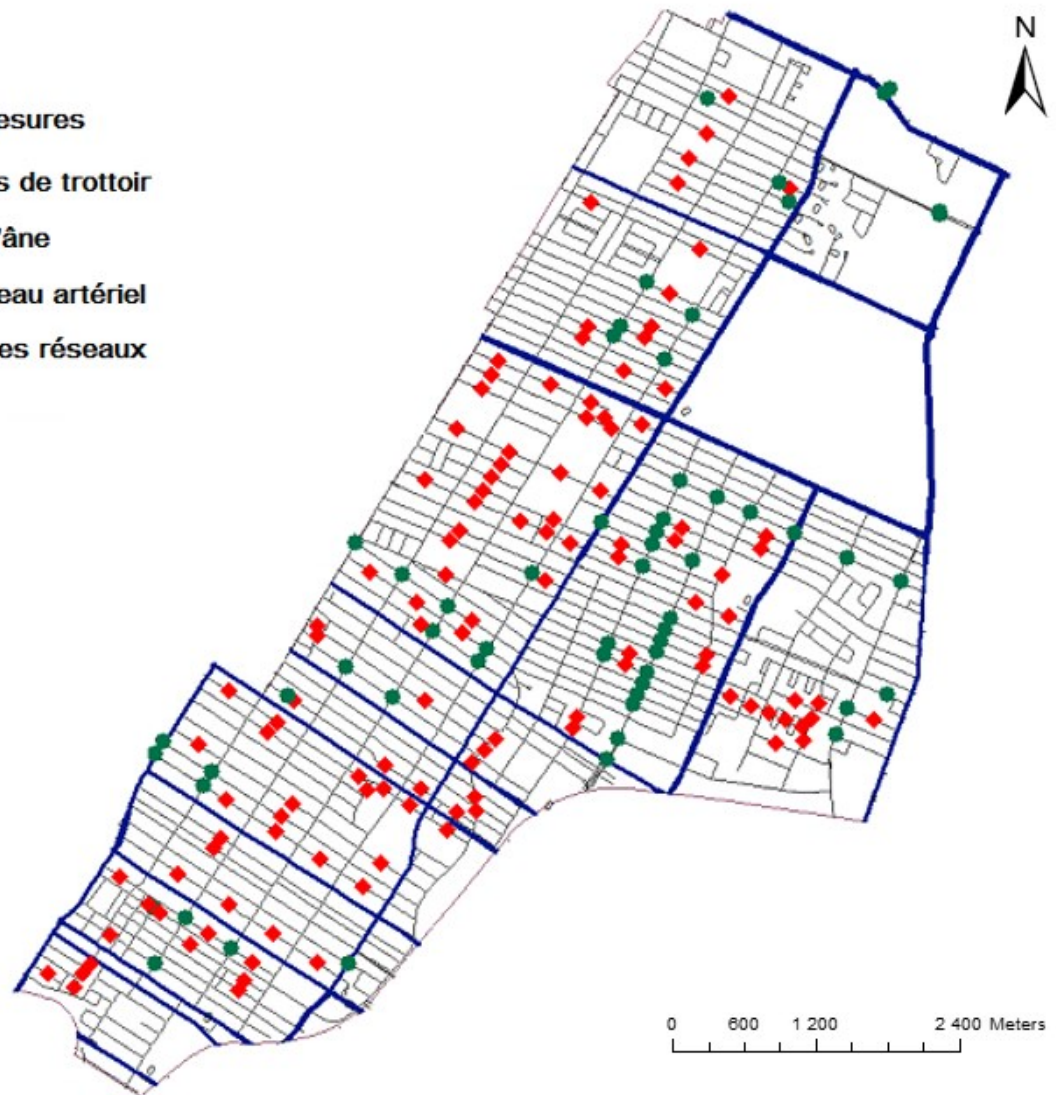 N
esures
s de trottoir
'âne
eau artériel
es réseaux
0 600 1 200 2 400 Meters